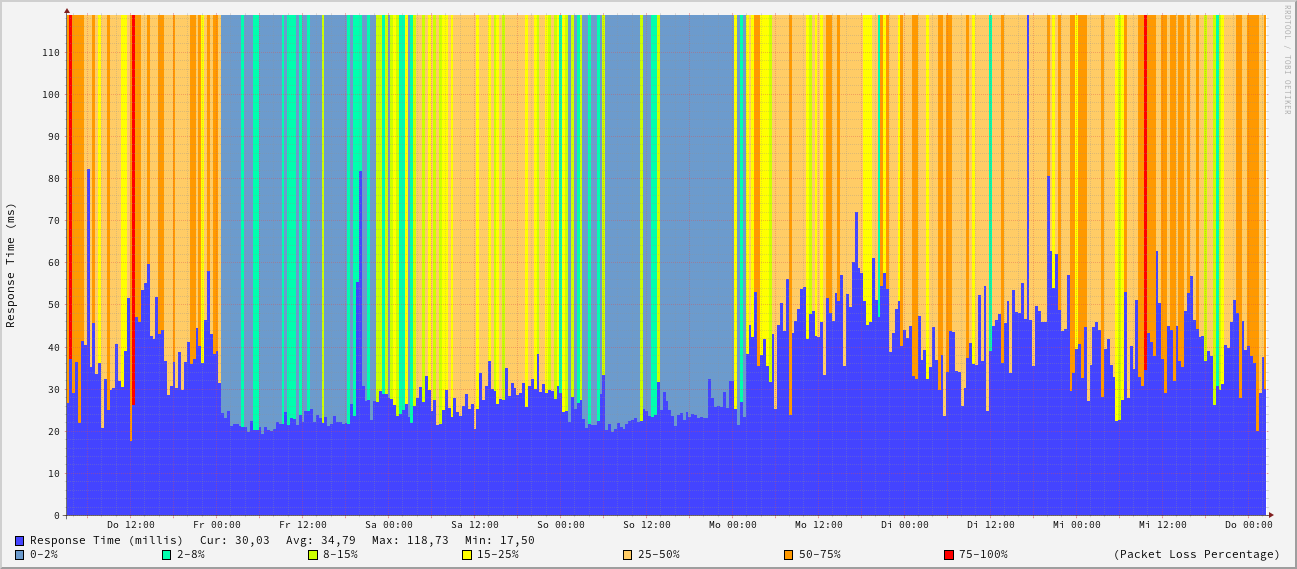 RRDTOOL / TOBI OETIKER
Response Time (ms)
110
100
90
80
70
60
50
40
30
20
10
0
Do 12:00 Fr 00:00 Fr 12:00 Sa 00:00 Sa 12:00 So 00:00 So 12:00 Mo 00:00 Mo 12:00 Di 00:00 Di 12:00 Mi 00:00 Mi 12:00 Do 00:00
Response Time (millis) Cur: 30,03 Avg: 34,79 Max: 118,73 Min: 17,50
0-2% 2-8% 8-15% 15-25% 25-50% 50-75% 75-100% (Packet Loss Percentage)